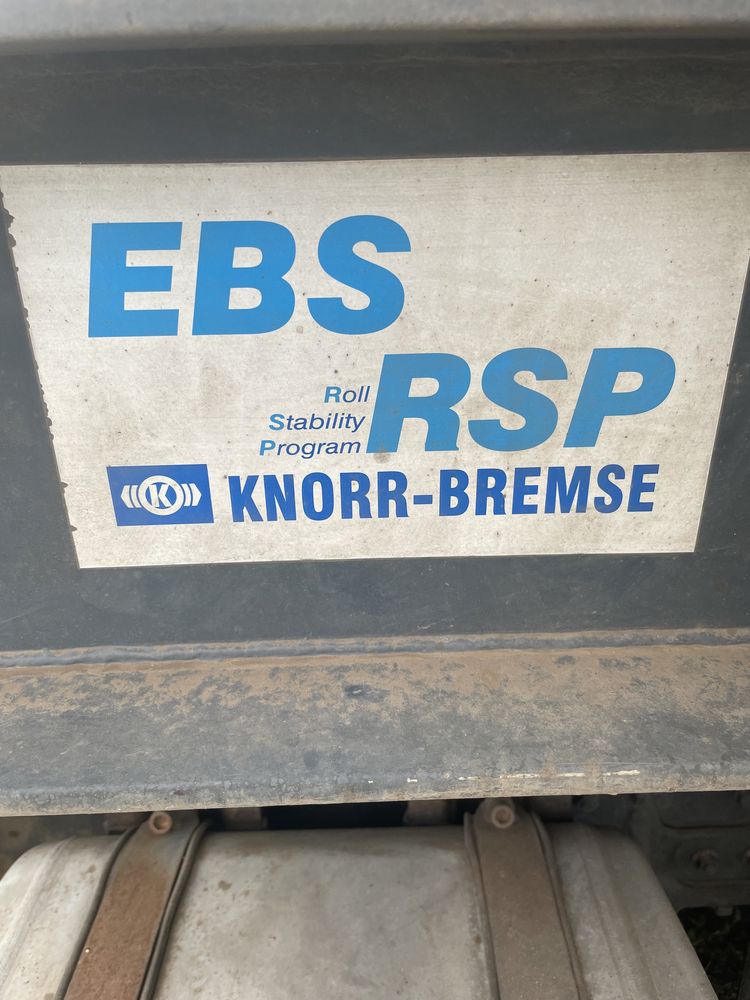 EBS
Roll
Stability
Program
RSP
K
KNORR-BREMSE